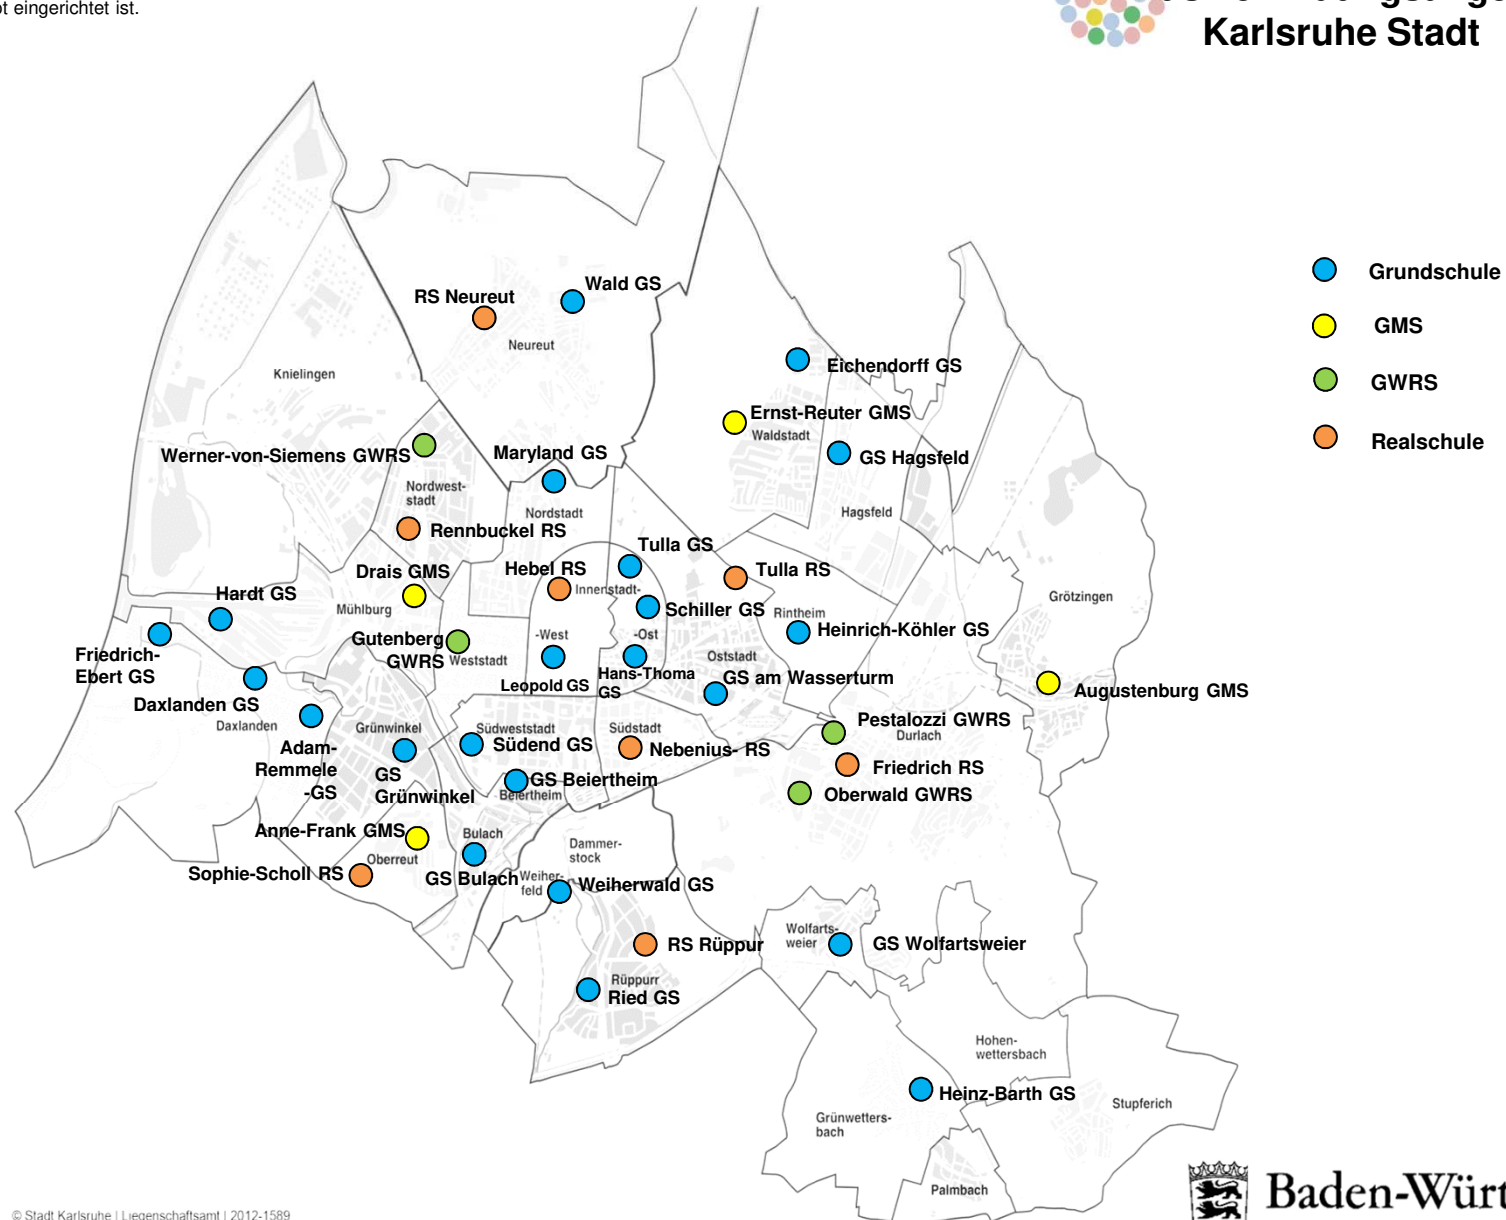 eingerichtet ist.
Karlsruhe Stadt
Grundschule
GMS
GWRS
Realschule
RS Neureut
Wald GS
Neureut
Knielingen
Eichendorff GS
Ernst-Reuter GMS
Waldstadt
GS Hagsfeld
Hagsfeld
Werner-von-Siemens GWRS
Nordwest-
stadt
Maryland GS
Nordstadt
Rennbuckel RS
Drais GMS
Mühlburg
Hebel RS
Innenstadt-
Tulla GS
Tulla RS
Schiller GS
Rintheim
Heinrich-Köhler GS
Grötzingen
Hardt GS
Friedrich-
Ebert GS
Gutenberg
GWRS
Weststadt
-West
-Ost
Leopold GS
Hans-Thoma
GS
Oststadt
GS am Wasserturm
Augustenburg GMS
Daxlanden GS
Daxlanden
Adam-
Remmele
-GS
Grünwinkel
GS
Grünwinkel
Südweststadt
Südend GS
Südstadt
Nebenius- RS
Pestalozzi GWRS
Durlach
Friedrich RS
Oberwald GWRS
GS Beiertheim
Beiertheim
Anne-Frank GMS
Oberreut
Sophie-Scholl RS
Bulach
GS Bulach
Dammer-
stock
Weiher-
feld
Weiherwald GS
RS Rüppur
Rüppurr
Ried GS
Wolfarts-
weier
GS Wolfartsweier
Hohen-
wettersbach
Heinz-Barth GS
Stupferich
Grünwetters-
bach
Palmbach
Baden-Würt
© Stadt Karlsruhe | Liegenschaftsamt | 2012-1589